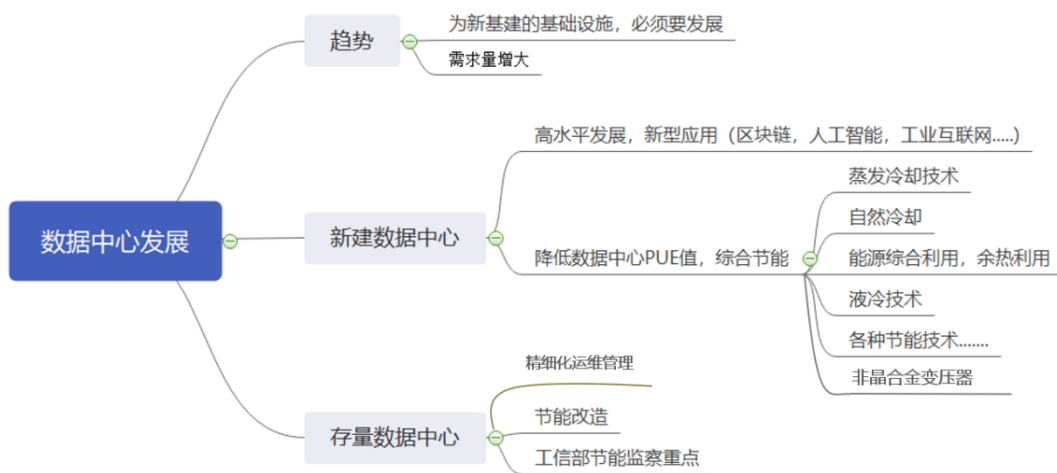 数据中心发展
趋势
为新基建的基础设施，必须要发展
需求量增大
新建数据中心
高水平发展，新型应用（区块链，人工智能，工业互联网.....）
降低数据中心PUE值，综合节能
蒸发冷却技术
自然冷却
能源综合利用，余热利用
液冷技术
各种节能技术.......
非晶合金变压器
存量数据中心
精细化运维管理
节能改造
工信部节能监察重点